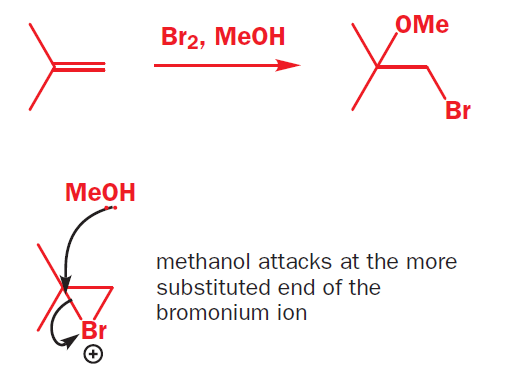 Br2, MeOH
OMe
Br
MeOH
methanol attacks at the more
substituted end of the
bromonium ion
Br
+